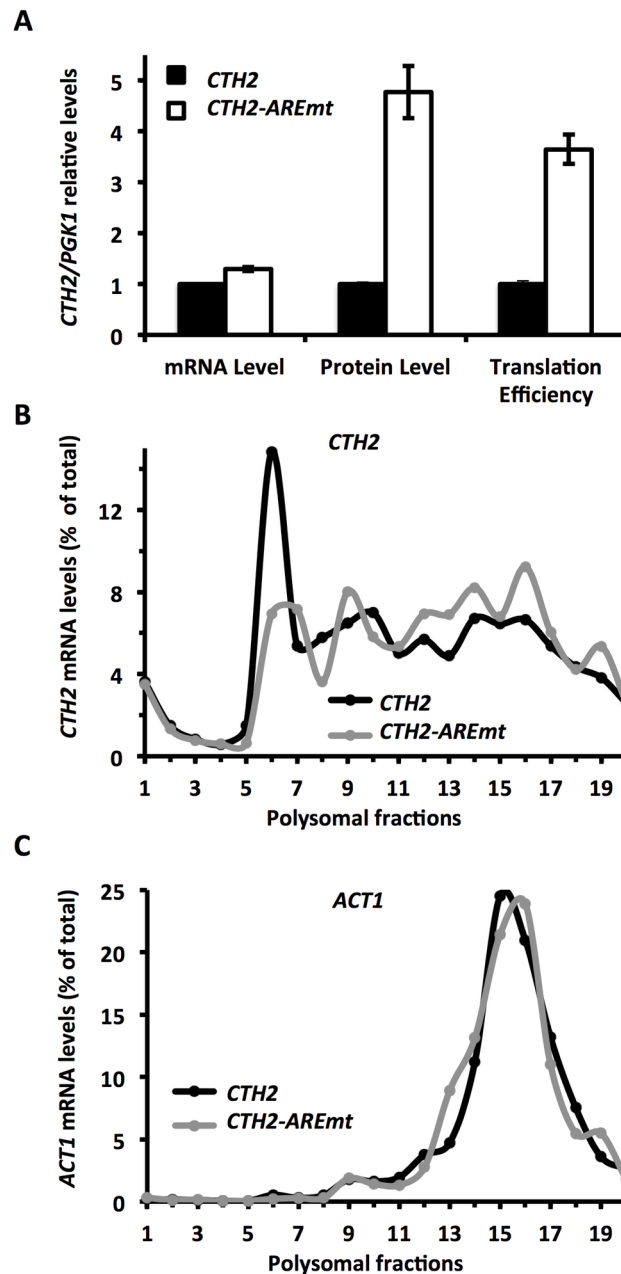 A
CTH2/PGK1 relative levels
5
4
3
2
1
0
CTH2
CTH2-AREmt
mRNA Level
Protein Level
Translation
Efficiency
B
CTH2 mRNA levels (% of total)
12
8
4
0
CTH2
CTH2
CTH2-AREmt
1 3 5 7 9 11 13 15 17 19
Polysomal fractions
C
ACT1 mRNA levels (% of total)
25
20
15
10
5
0
ACT1
CTH2
CTH2-AREmt
1 3 5 7 9 11 13 15 17 19
Polysomal fractions